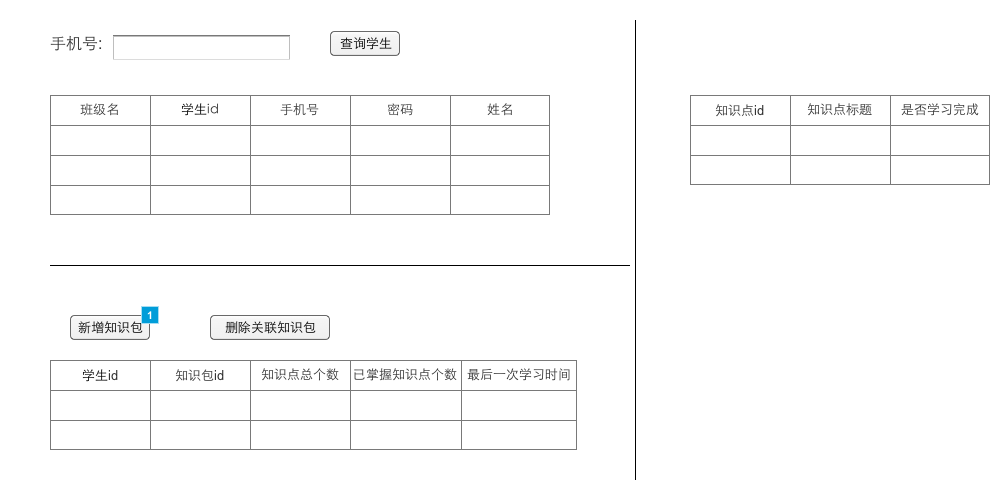 手机号:
查询学生
班级名 学生id 手机号 密码 姓名
知识点id 知识点标题 是否学习完成
新增知识包
1
删除关联知识包
学生id 知识包id 知识点总个数 已掌握知识点个数 最后一次学习时间